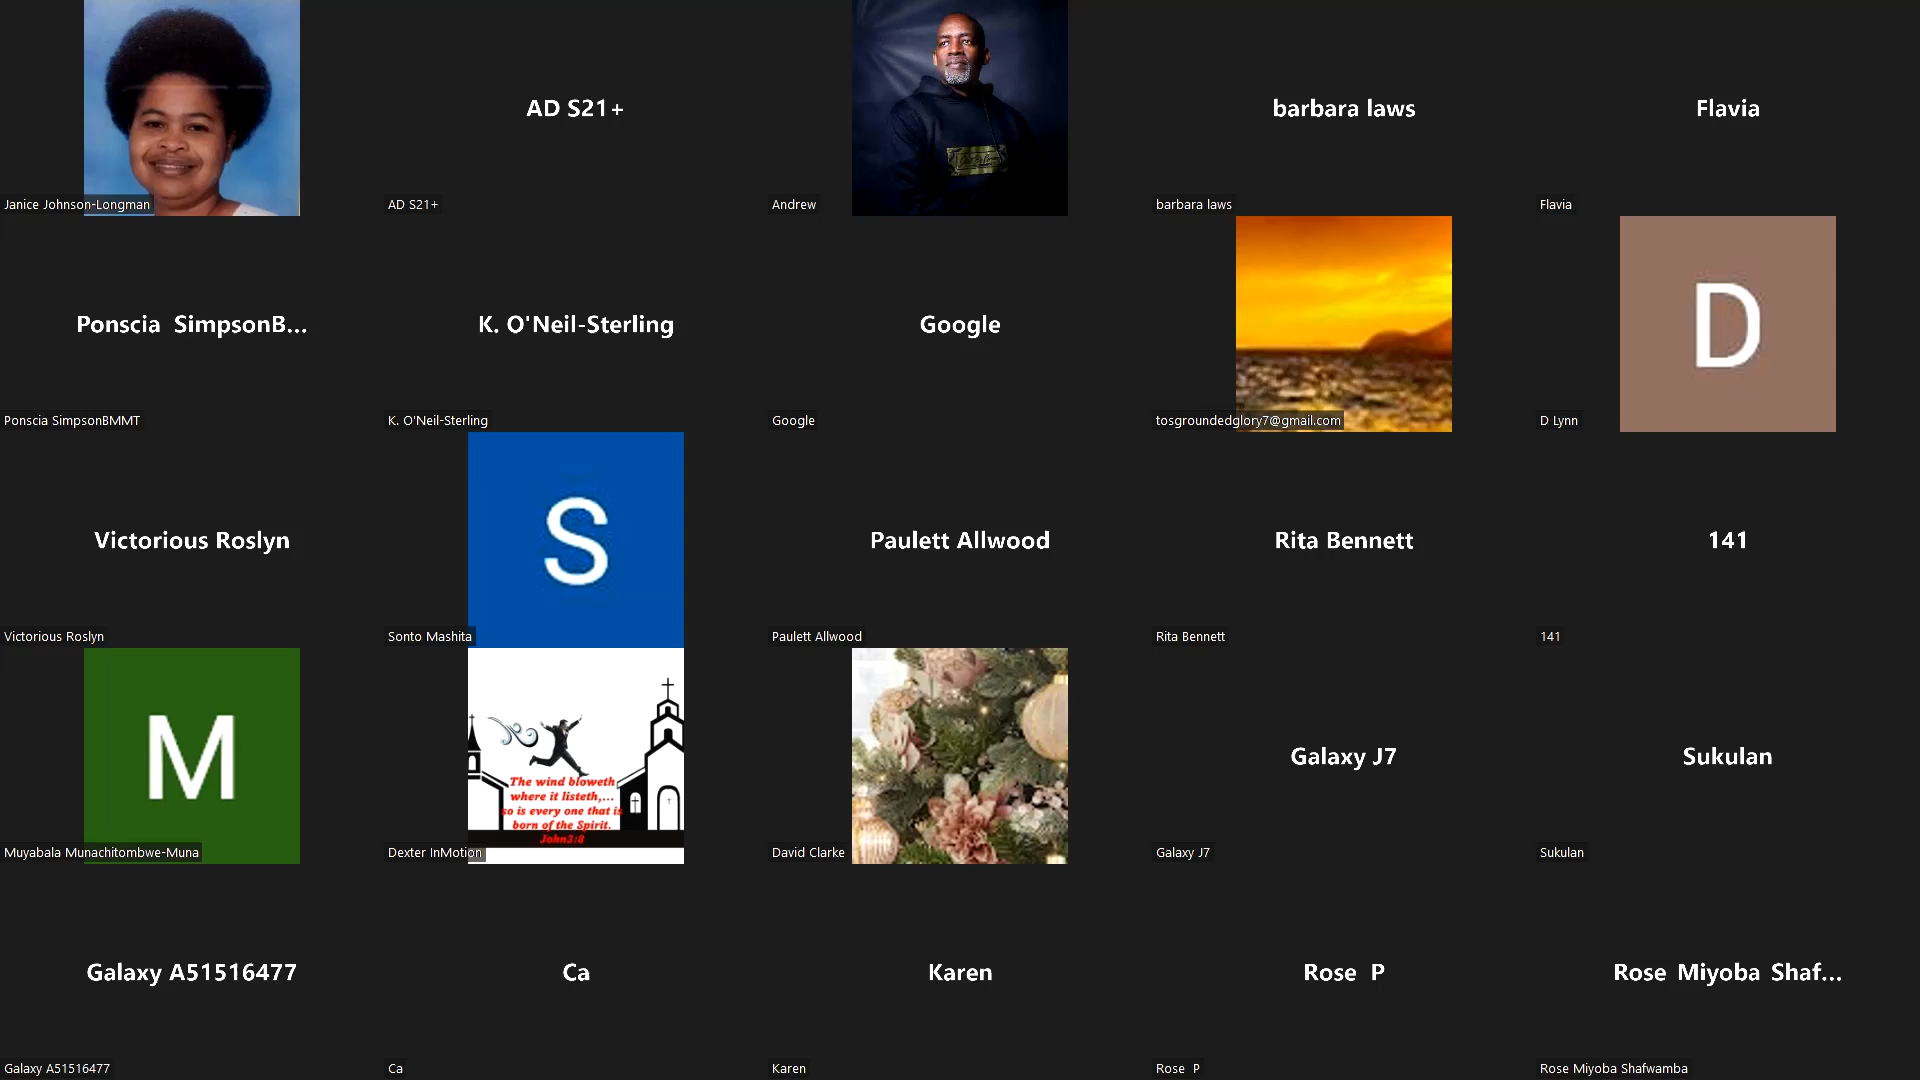 AD S21+
barbara laws
Flavia
Janice Johnson-Longman
AD S21+
Andrew
barbara laws
Flavia
Ponscia SimpsonB...
K. O'Neil-Sterling
Google
D
Ponscia SimpsonBMMT
K. O'Neil-Sterling
Google
tosgroundedglory7@gmail.com
D Lynn
Victorious Roslyn
S
Paulett Allwood
Rita Bennett
141
Victorious Roslyn
Sonto Mashita
Paulett Allwood
Rita Bennett
141
M
The wind bloweth
where it listeth,...
so is every one that is
born of the Spirit.
John3:8
Galaxy J7
Sukulan
Muyabala Munachitombwe-Muna
Dexter InMotion
David Clarke
Galaxy J7
Sukulan
Galaxy A51516477
Ca
Karen
Rose P
Rose Miyoba Shaf...
Galaxy A51516477
Ca
Karen
Rose P
Rose Miyoba Shafwamba